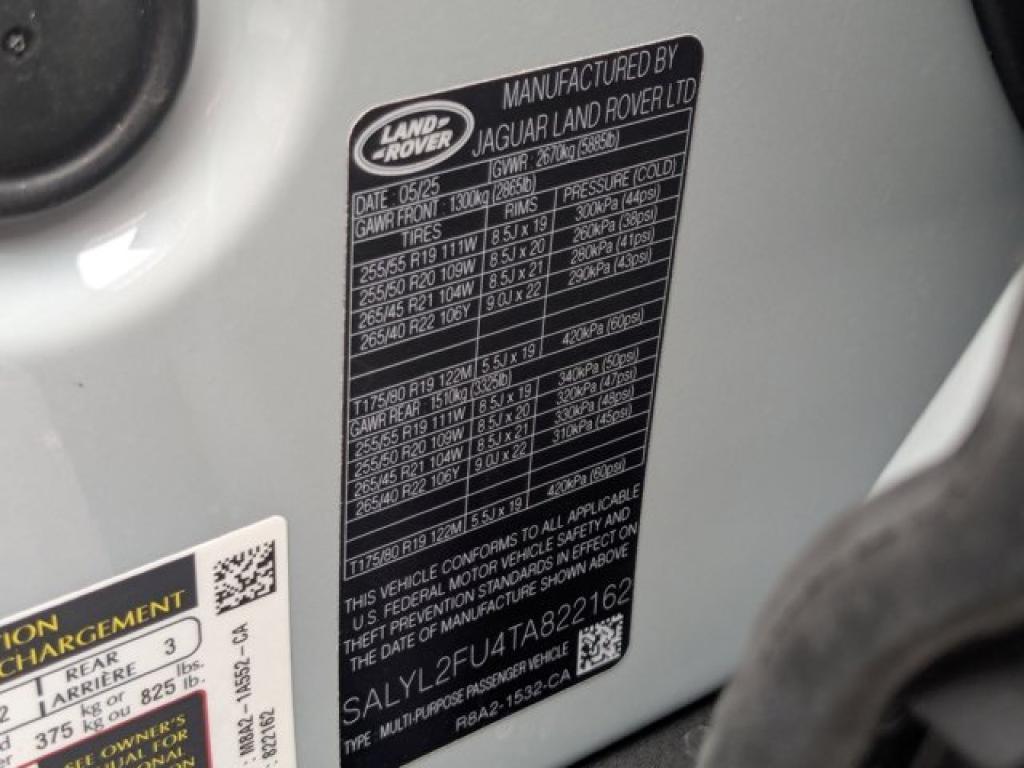 LAND-
-ROVER
MANUFACTURED BY
JAGUAR LAND ROVER LTD
DATE : 05/25 GVWR : 2670kg (5885lb)
GAWR FRONT : 1300kg (2865lb)
TIRES RIMS PRESSURE (COLD)
255/55 R19 111W 8.5J x 19 300kPa (44psi)
255/50 R20 109W 8.5J x 20 260kPa (38psi)
265/45 R21 104W 8.5J x 21 280kPa (41psi)
265/40 R22 106Y 9.0J x 22 290kPa (43psi)
T175/80 R19 122M 5.5J x 19 420kPa (60psi)
GAWR REAR : 1510kg (3325lb)
255/55 R19 111W 8.5J x 19 340kPa (50psi)
255/50 R20 109W 8.5J x 20 320kPa (47psi)
265/45 R21 104W 8.5J x 21 330kPa (48psi)
265/40 R22 106Y 9.0J x 22 310kPa (45psi)
T175/80 R19 122M 5.5J x 19 420kPa (60psi)
THIS VEHICLE CONFORMS TO ALL APPLICABLE
U.S. FEDERAL MOTOR VEHICLE SAFETY AND
THEFT PREVENTION STANDARDS IN EFFECT ON
THE DATE OF MANUFACTURE SHOWN ABOVE
SALYL2FU4TA822162
TYPE : MULTI-PURPOSE PASSENGER VEHICLE
R8A2-1532-CA
TION
CHARGEMENT
2 REAR 3
ARRIÈRE
375 kg or 825 lbs.
kg ou lb.
SEE OWNER'S
MANUAL FOR
: M8A2 - 1A552 - CA
: 822162